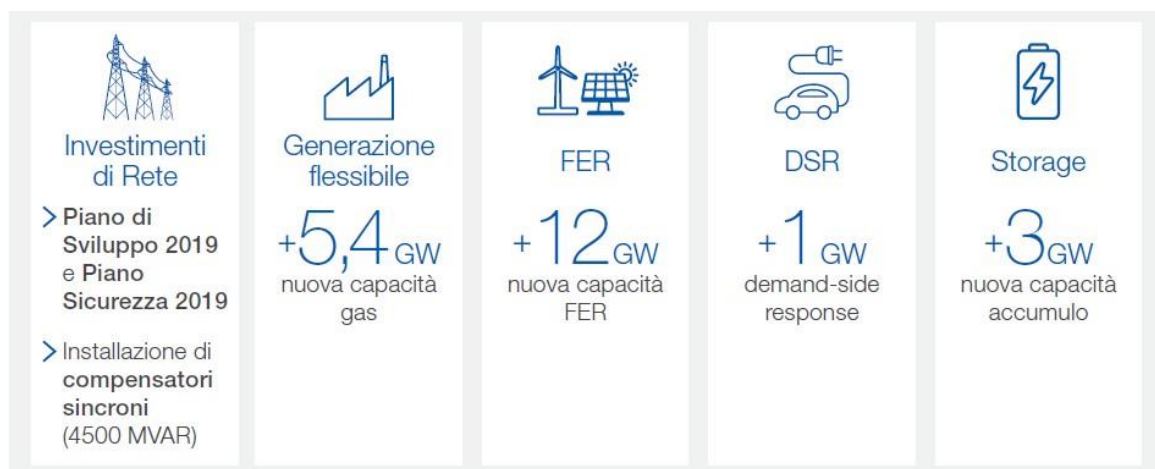 Investimenti
di Rete
> Piano di
Sviluppo 2019
e Piano
Sicurezza 2019
> Installazione di
compensatori
sincroni
(4500 MVAR)
Generazione
flessibile
+5,4 GW
nuova capacità
gas
FER
+12 GW
nuova capacità
FER
DSR
+1 GW
demand-side
response
Storage
+3 GW
nuova capacità
accumulo